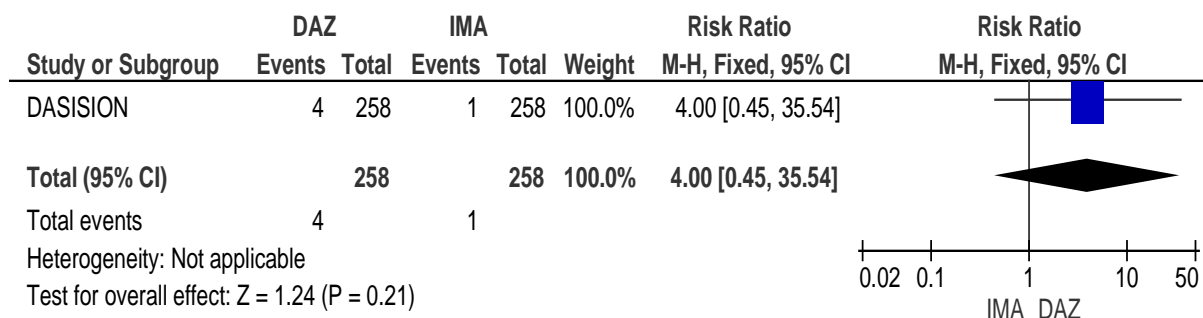 DAZ IMA Risk Ratio Risk Ratio
Study or Subgroup Events Total Events Total Weight M-H, Fixed, 95% CI M-H, Fixed, 95% CI
DASISION 4 258 1 258 100.0% 4.00 [0.45, 35.54]
Total (95% CI) 258 258 100.0% 4.00 [0.45, 35.54]
Total events 4 1
Heterogeneity: Not applicable
Test for overall effect: Z = 1.24 (P = 0.21)
0.02 0.1 1 10 50
IMA DAZ